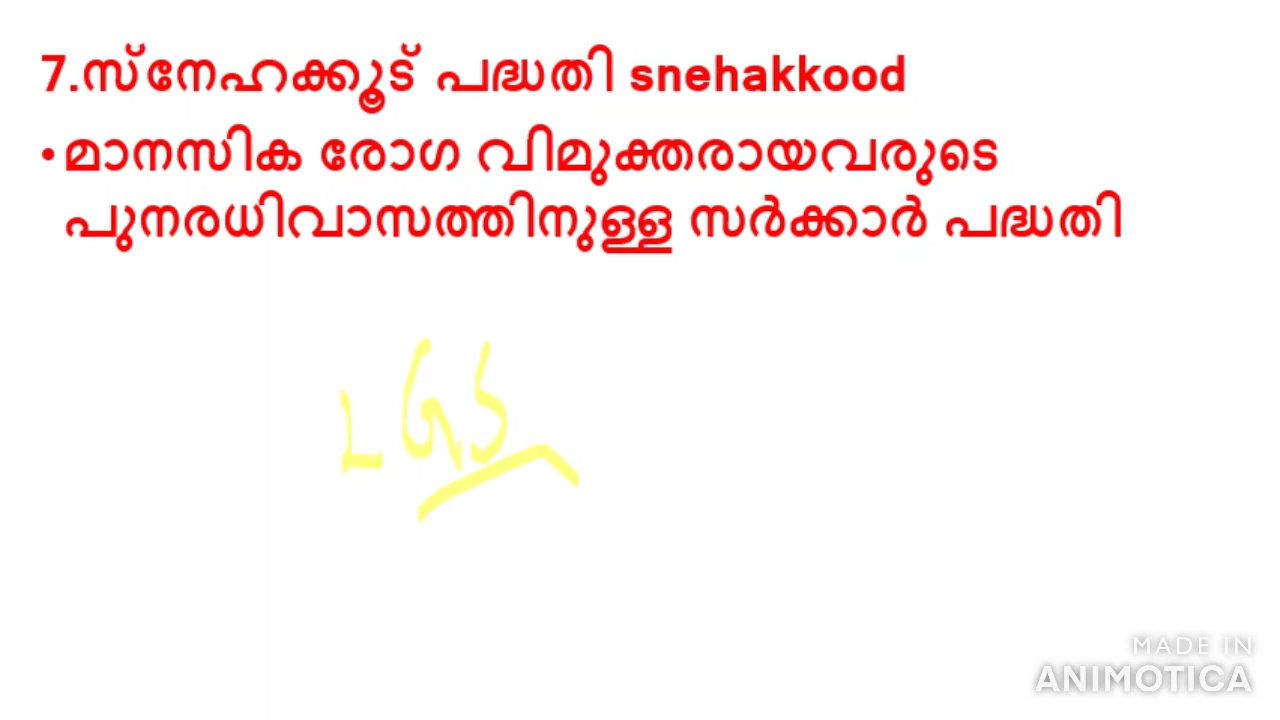 7.സ്നേഹക്കൂട് പദ്ധതി snehakkood
•മാനസിക രോഗ വിമുക്തരായവരുടെ
പുനരധിവാസത്തിനുള്ള സർക്കാർ പദ്ധതി
LGS
MADE IN
ANIMOTICA